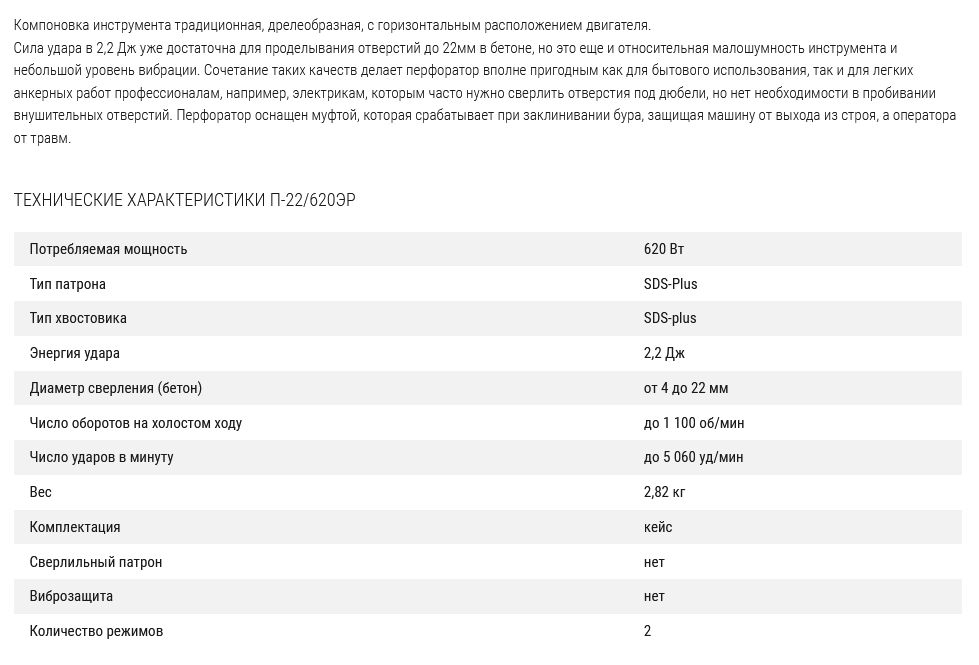 Компоновка инструмента традиционная, дрелеобразная, с горизонтальным расположением двигателя.
Сила удара в 2,2 Дж уже достаточна для проделывания отверстий до 22мм в бетоне, но это еще и относительная малошумность инструмента и
небольшой уровень вибрации. Сочетание таких качеств делает перфоратор вполне пригодным как для бытового использования, так и для легких
анкерных работ профессионалам, например, электрикам, которым часто нужно сверлить отверстия под дюбели, но нет необходимости в пробивании
внушительных отверстий. Перфоратор оснащен муфтой, которая срабатывает при заклинивании бура, защищая машину от выхода из строя, а оператора
от травм.
ТЕХНИЧЕСКИЕ ХАРАКТЕРИСТИКИ П-22/620ЭР
Потребляемая мощность 620 Вт
Тип патрона SDS-Plus
Тип хвостовика SDS-plus
Энергия удара 2,2 Дж
Диаметр сверления (бетон) от 4 до 22 мм
Число оборотов на холостом ходу до 1 100 об/мин
Число ударов в минуту до 5 060 уд/мин
Вес 2,82 кг
Комплектация кейс
Сверлильный патрон нет
Виброзащита нет
Количество режимов 2